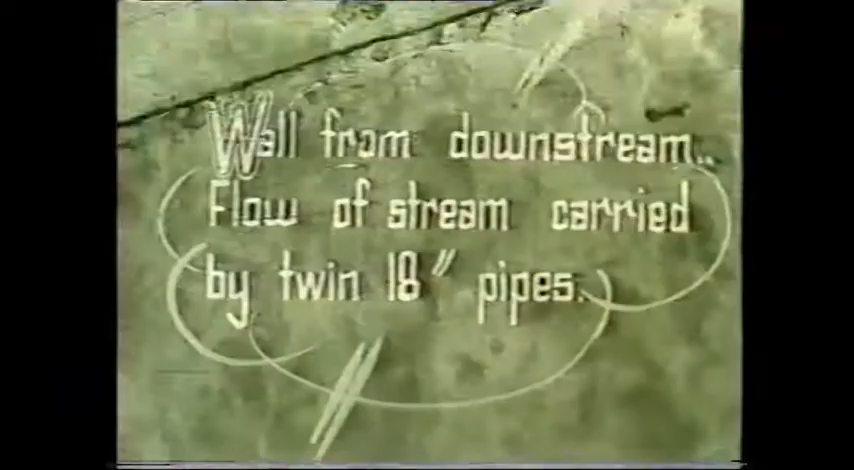 Wall from downstream..
Flow of stream carried
by twin 18" pipes.